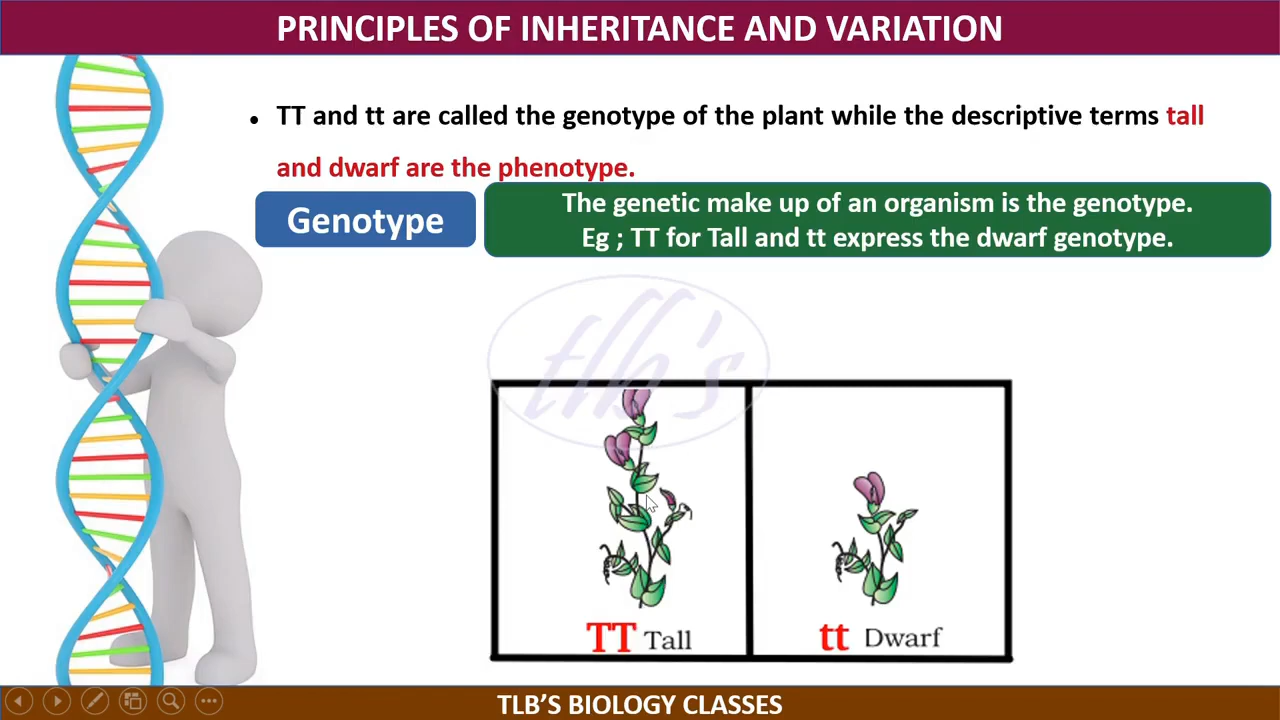 PRINCIPLES OF INHERITANCE AND VARIATION
• TT and tt are called the genotype of the plant while the descriptive terms tall
and dwarf are the phenotype.
Genotype
The genetic make up of an organism is the genotype.
Eg ; TT for Tall and tt express the dwarf genotype.
tlb's
TT Tall
tt Dwarf
TLB'S BIOLOGY CLASSES